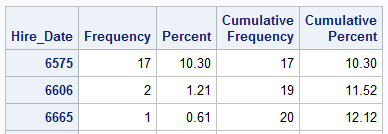 Hire_Date Frequency Percent Cumulative Frequency Cumulative Percent
6575 17 10.30 17 10.30
6606 2 1.21 19 11.52
6665 1 0.61 20 12.12